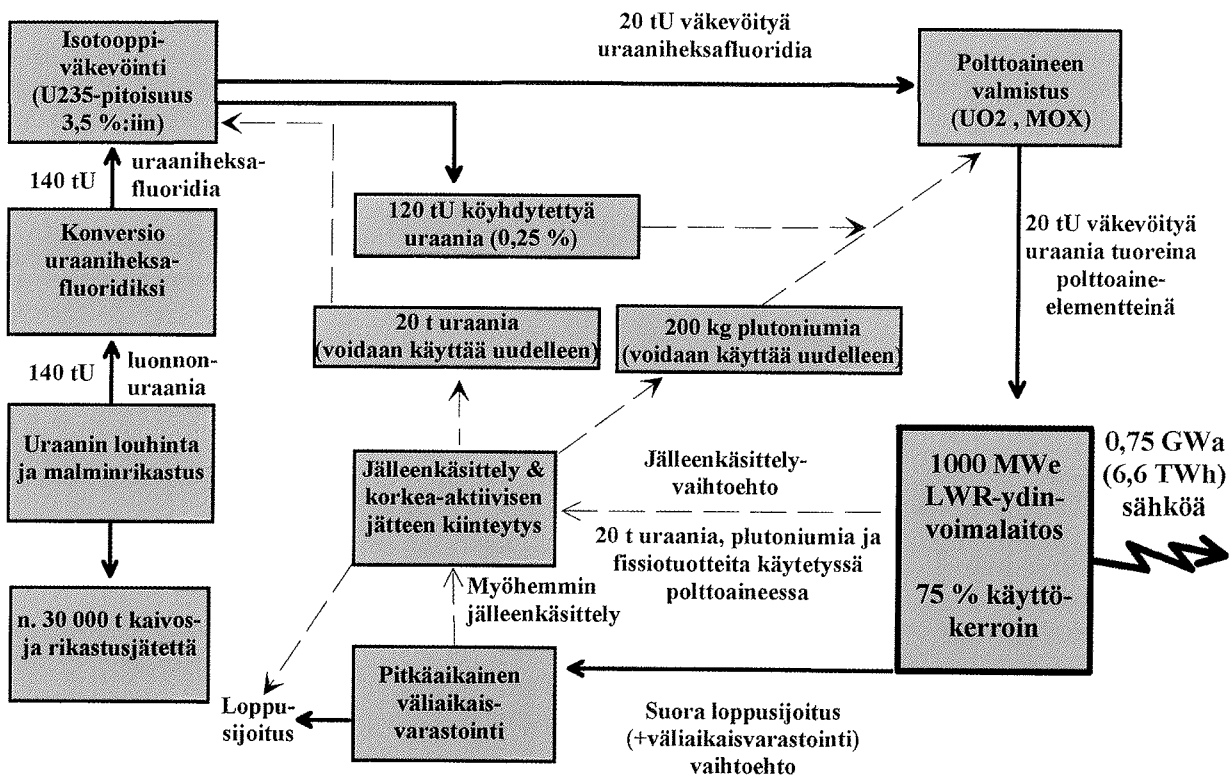 Isotooppi-
väkevöinti
(U235-pitoisuus
3,5 %:iin)
20 tU väkevöityä
uraaniheksafluoridia
Polttoaineen
valmistus
(UO2 , MOX)
140 tU
uraaniheksa-
fluoridia
120 tU köyhdytettyä
uraania (0,25 %)
20 tU väkevöityä
uraania tuoreina
polttoaine-
elementteinä
Konversio
uraaniheksa-
fluoridiksi
20 t uraania
(voidaan käyttää uudelleen)
200 kg plutoniumia
(voidaan käyttää uudelleen)
140 tU
luonnon-
uraania
Uraanin louhinta
ja malminrikastus
Jälleenkäsittely &
korkea-aktiivisen
jätteen kiinteytys
Jälleenkäsittely-
vaihtoehto
20 t uraania, plutoniumia ja
fissiotuotteita käytetyssä
polttoaineessa
1000 MWe
LWR-ydin-
voimalaitos
75 % käyttö-
kerroin
0,75 GWa
(6,6 TWh)
sähköä
n. 30 000 t kaivos-
ja rikastusjätettä
Myöhemmin
jälleenkäsittely
Loppu-
sijoitus
Pitkäaikainen
väliaikais-
varastointi
Suora loppusijoitus
(+väliaikaisvarastointi)
vaihtoehto